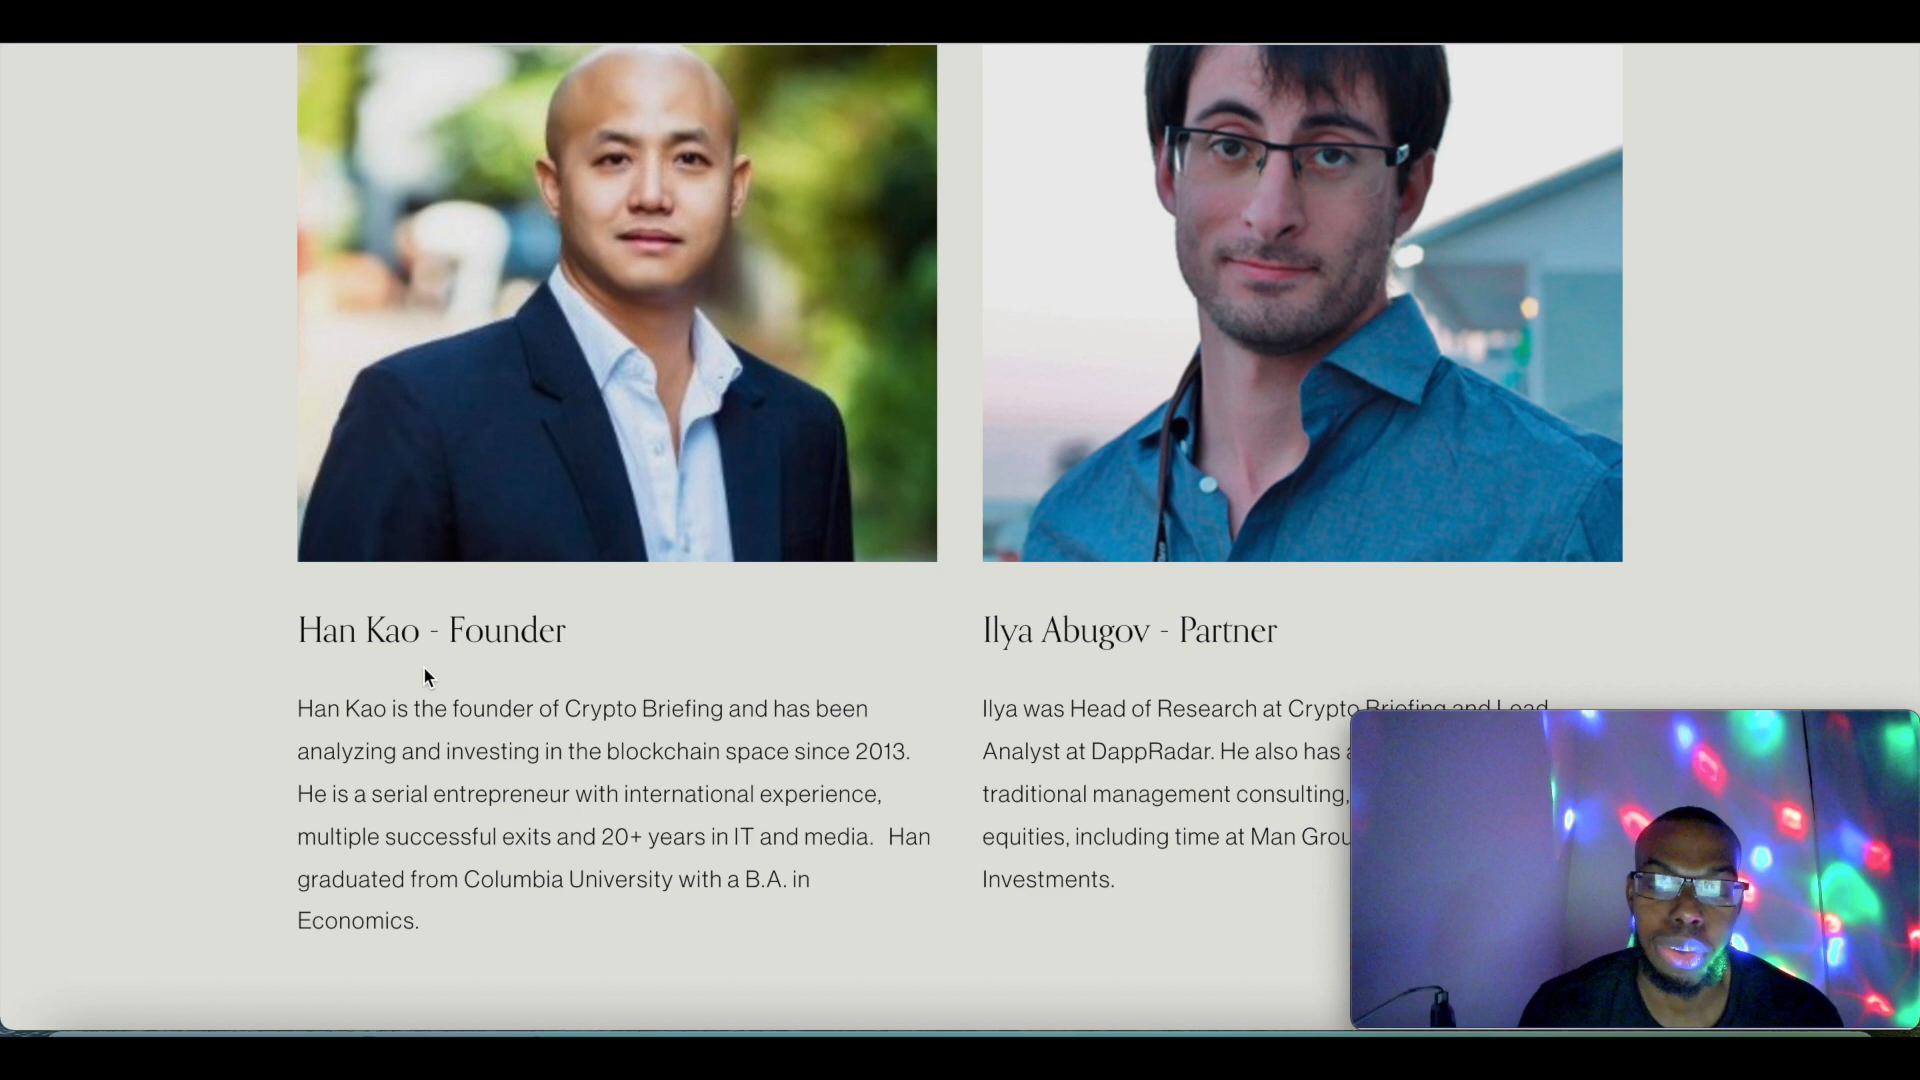 Han Kao - Founder
Han Kao is the founder of Crypto Briefing and has been
analyzing and investing in the blockchain space since 2013.
He is a serial entrepreneur with international experience,
multiple successful exits and 20+ years in IT and media. Han
graduated from Columbia University with a B.A. in
Economics.
Ilya Abugov - Partner
Ilya was Head of Research at Crypto Briefing and Lead
Analyst at DappRadar. He also has
traditional management consulting,
equities, including time at Man
Investments.